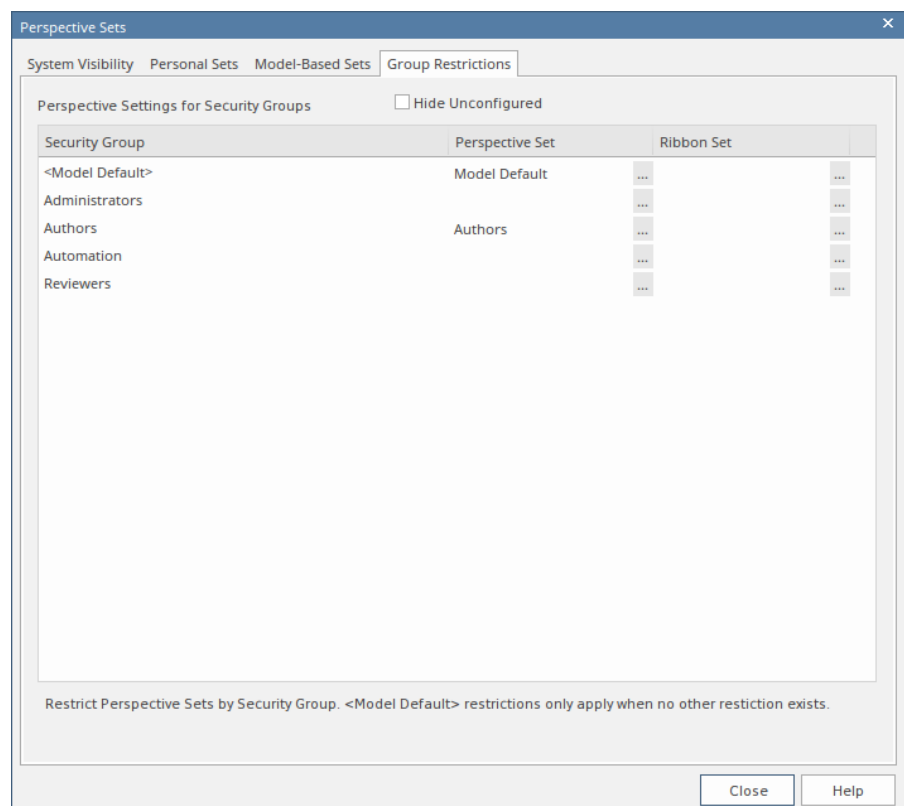 Perspective Sets
System Visibility Personal Sets Model-Based Sets Group Restrictions
Perspective Settings for Security Groups Hide Unconfigured
Security Group Perspective Set Ribbon Set
<Model Default> Model Default ... ...
Administrators ... ...
Authors Authors ... ...
Automation ... ...
Reviewers ... ...
Restrict Perspective Sets by Security Group. <Model Default> restrictions only apply when no other restiction exists.
Close Help